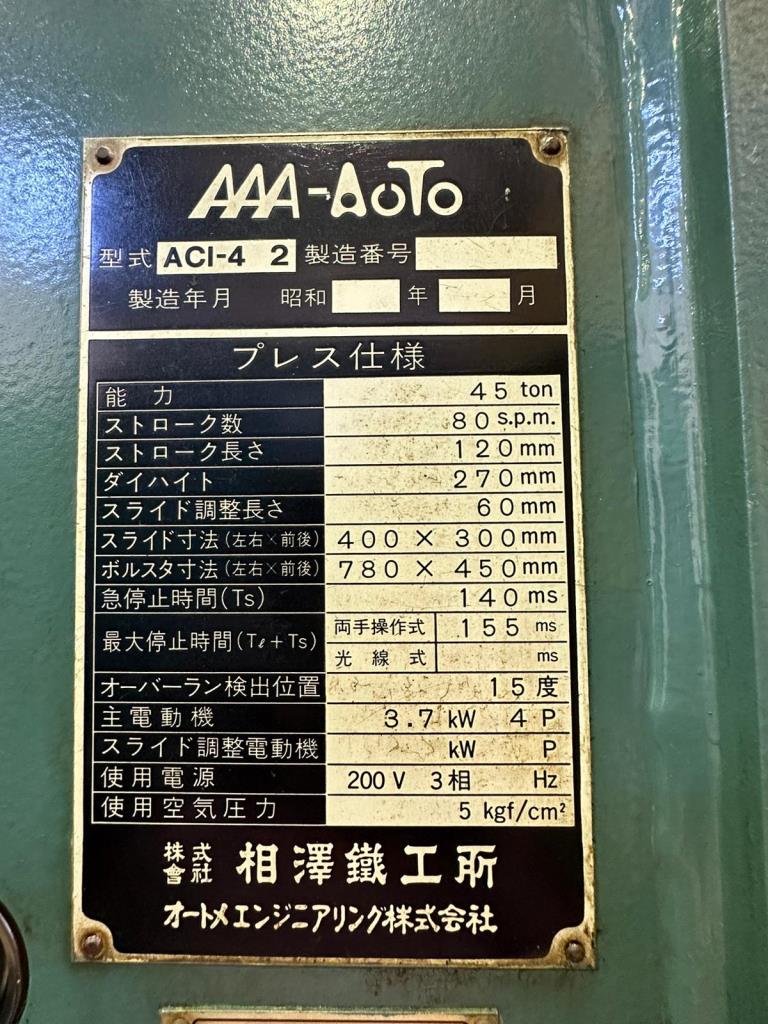 AAA-AUTO
型式 ACI-4 2 製造番号
製造年月 昭和 年 月
プレス仕様
能力 45 ton
ストローク数 80 s.p.m.
ストローク長さ 120 mm
ダイハイト 270 mm
スライド調整長さ 60 mm
スライド寸法(左右×前後) 400 × 300 mm
ボルスタ寸法(左右×前後) 780 × 450 mm
急停止時間(Ts) 140 ms
最大停止時間(Tℓ+Ts) 両手操作式 155 ms
光線式 ms
オーバーラン検出位置 15度
主電動機 3.7 kW 4 P
スライド調整電動機 kW P
使用電源 200 V 3相 Hz
使用空気圧力 5 kgf/cm²
株式會社 相澤鐵工所
オートメエンジニアリング株式会社